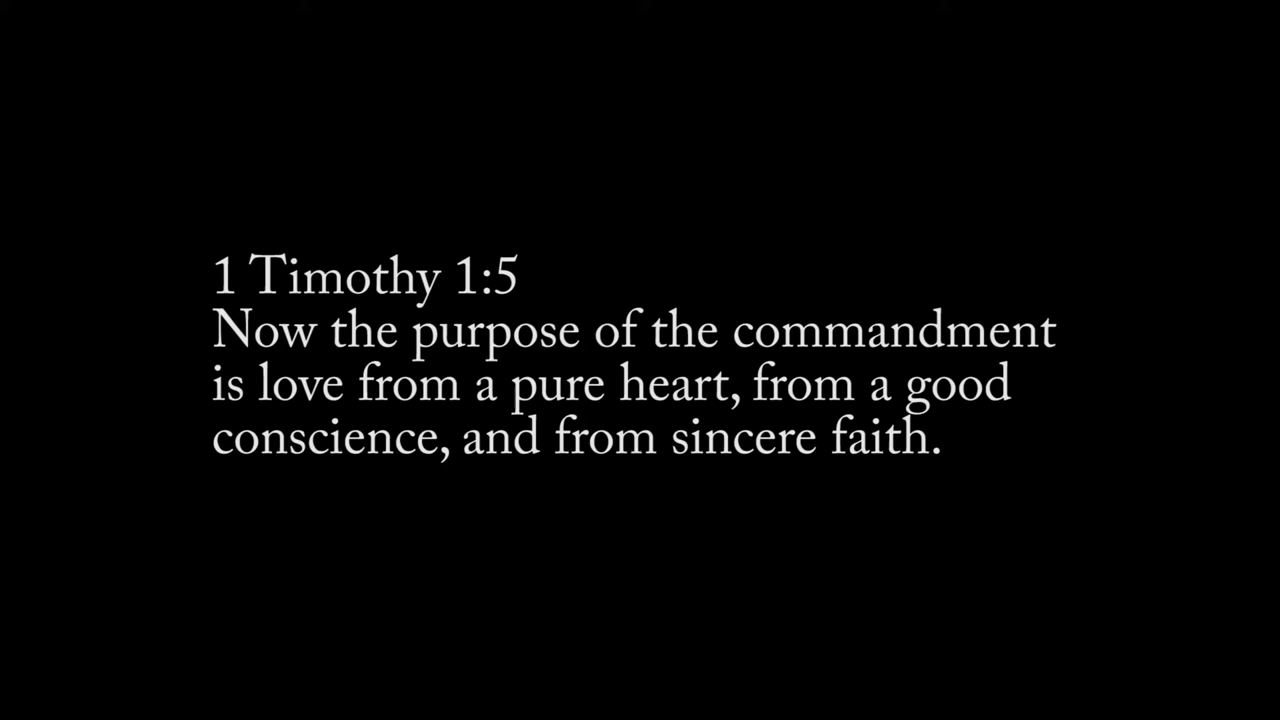 1 Timothy 1:5
Now the purpose of the commandment
is love from a pure heart, from a good
conscience, and from sincere faith.